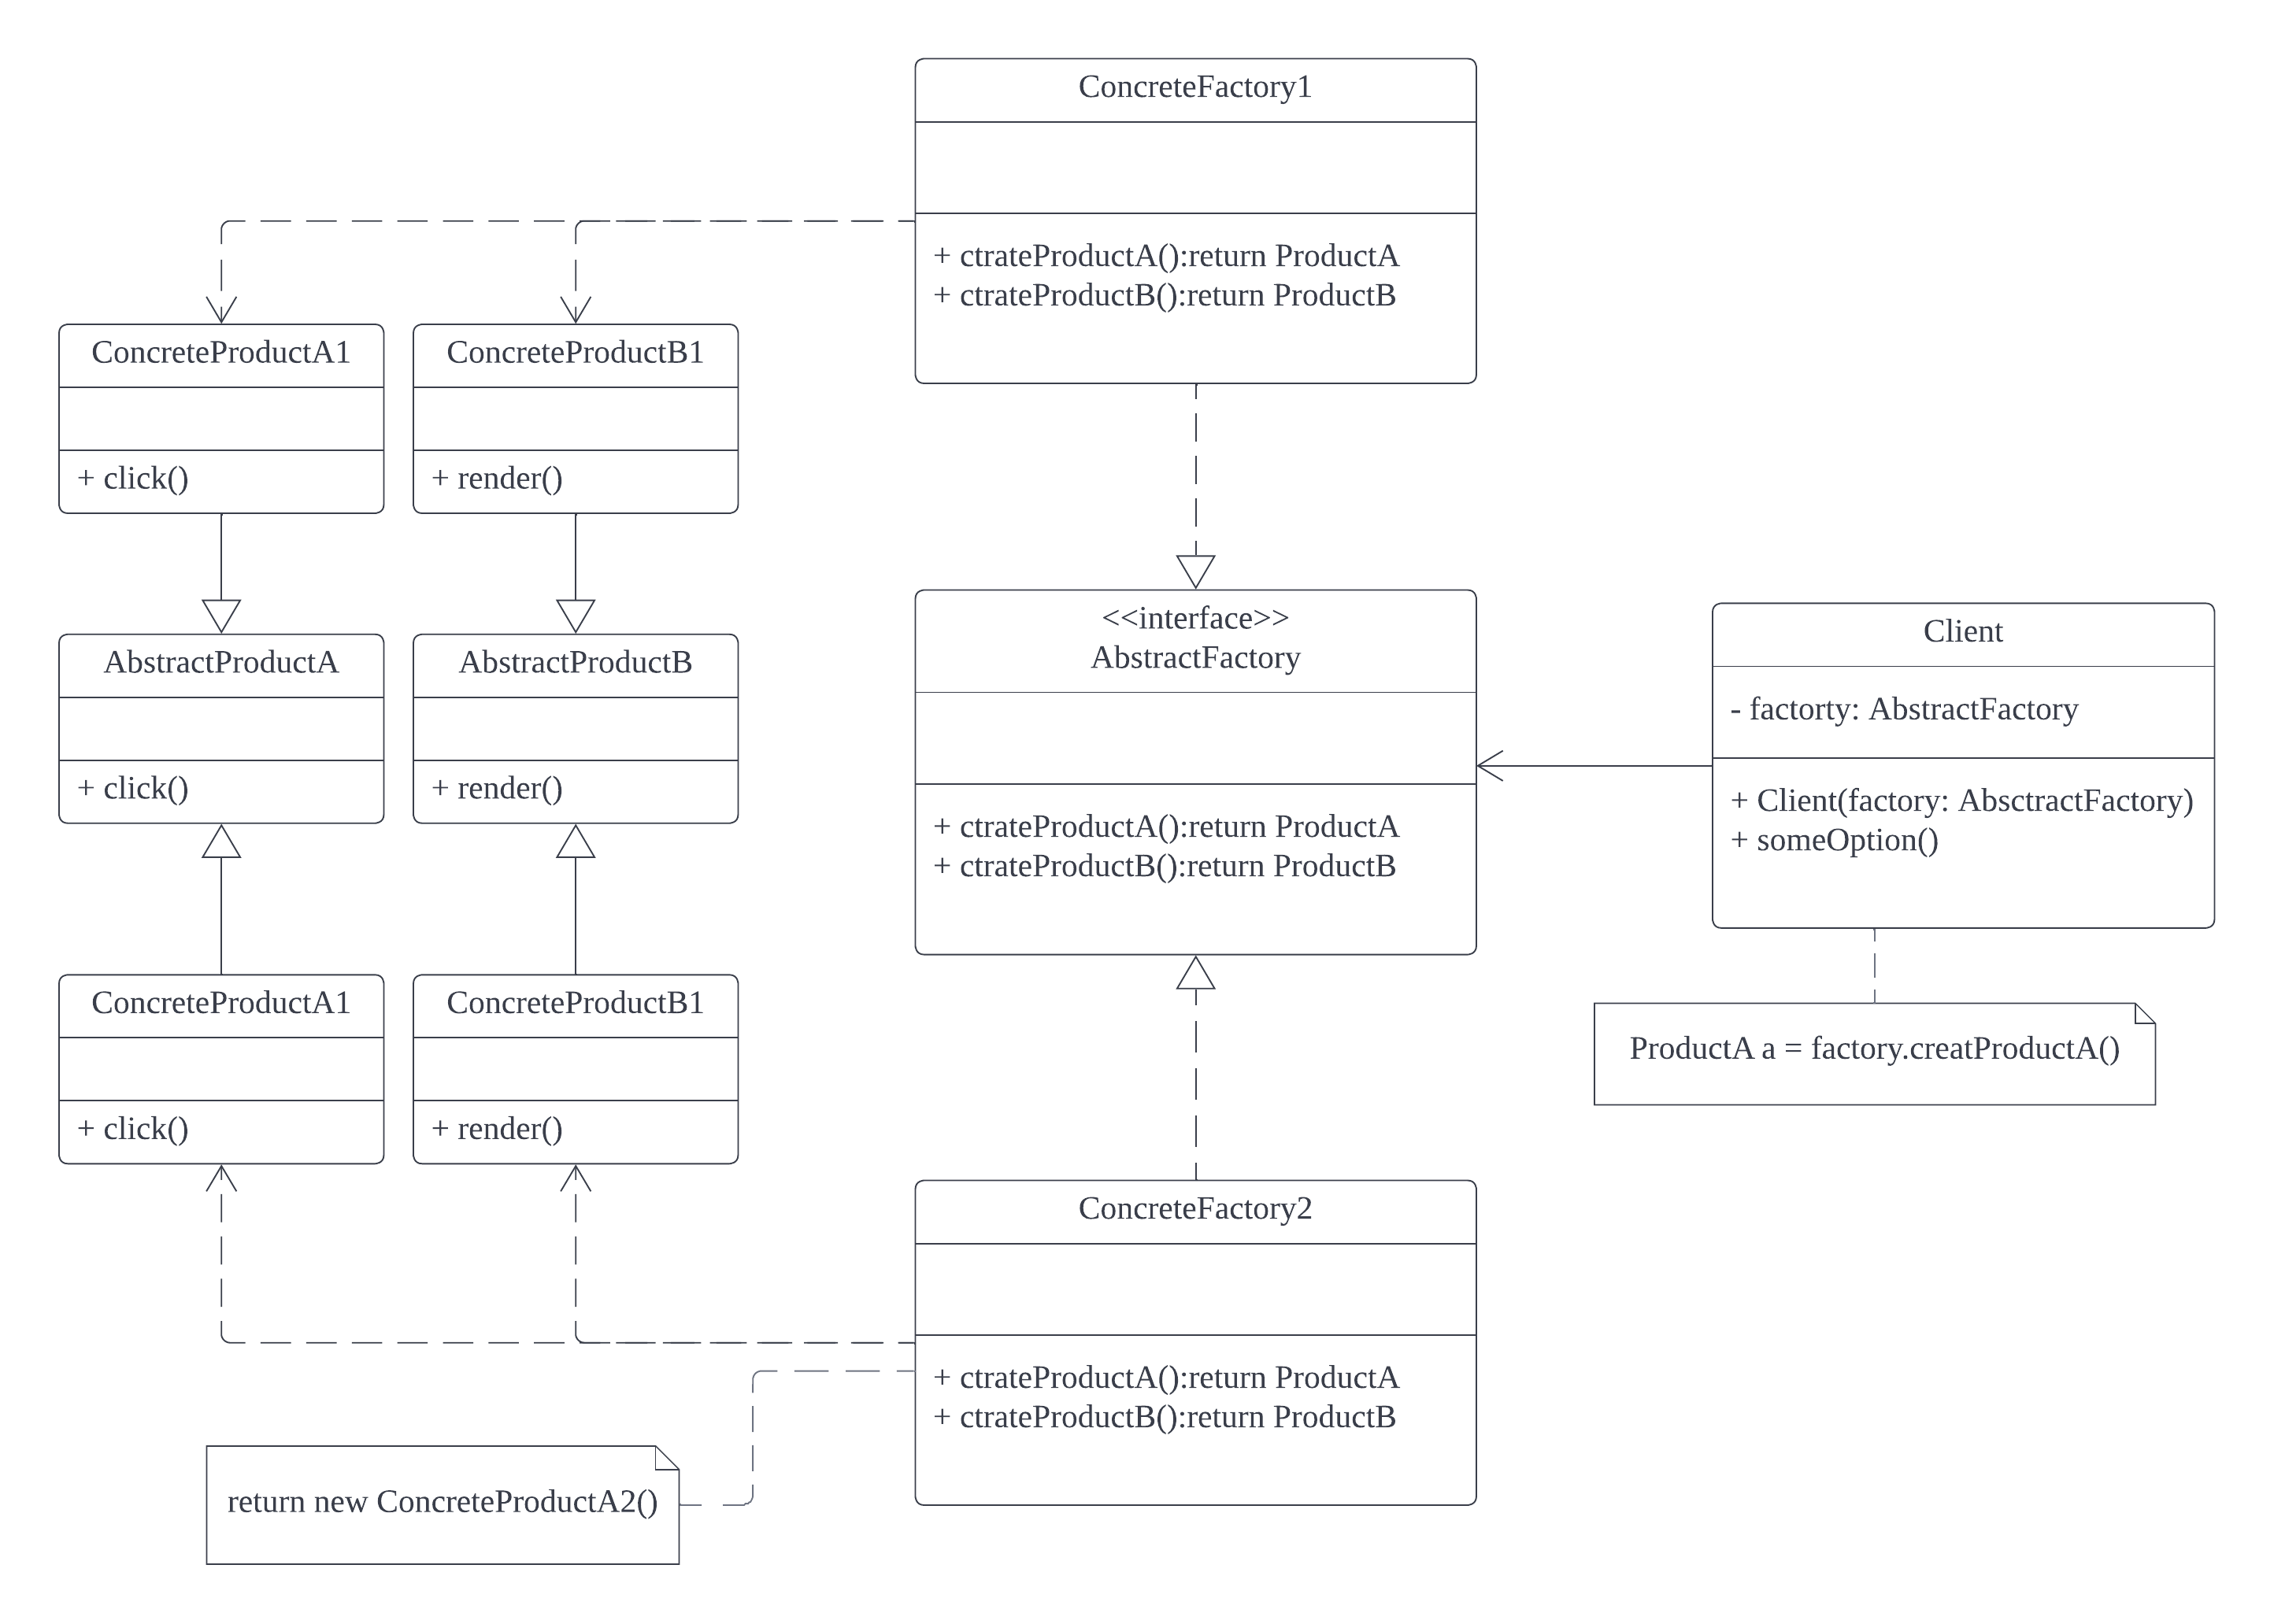 ConcreteFactory1
+ ctrateProductA():return ProductA
+ ctrateProductB():return ProductB
ConcreteProductA1
+ click()
ConcreteProductB1
+ render()
AbstractProductA
+ click()
AbstractProductB
+ render()
<<interface>>
AbstractFactory
+ ctrateProductA():return ProductA
+ ctrateProductB():return ProductB
Client
- factorty: AbstractFactory
+ Client(factory: AbsctractFactory)
+ someOption()
ConcreteProductA1
+ click()
ConcreteProductB1
+ render()
ProductA a = factory.creatProductA()
ConcreteFactory2
+ ctrateProductA():return ProductA
+ ctrateProductB():return ProductB
return new ConcreteProductA2()